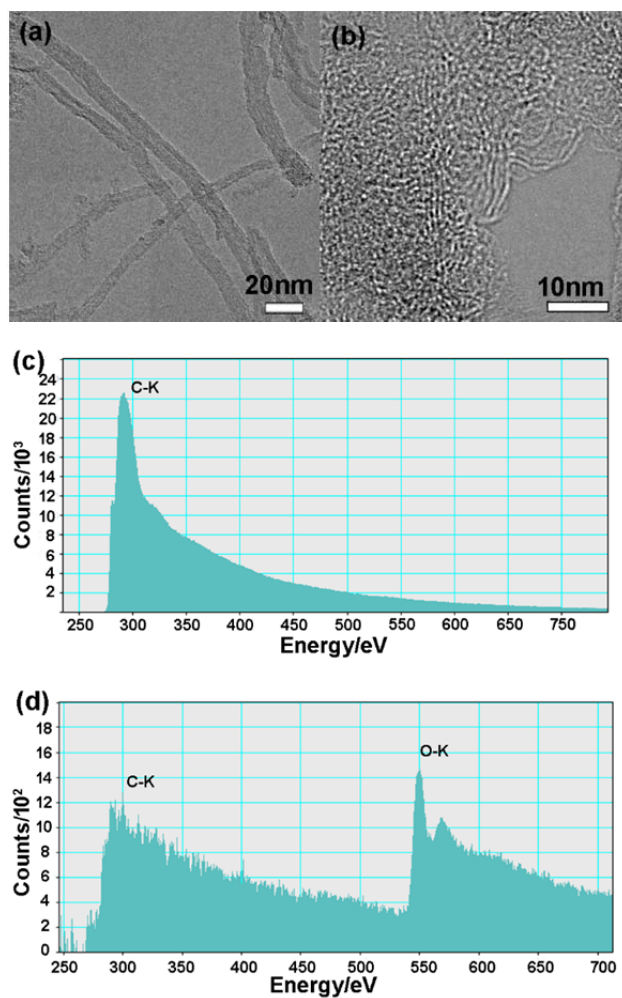 (a)
(b)
20nm
10nm
(c)
C-K
24
22
20
18
16
14
12
10
8
6
4
2
Counts/10³
235 300 350 400 450 500 550 600 650 750
Energy/eV
(d)
C-K
O-K
20
18
16
14
12
10
8
6
4
2
0
Counts/10²
250 300 350 400 450 500 550 600 650 700
Energy/eV